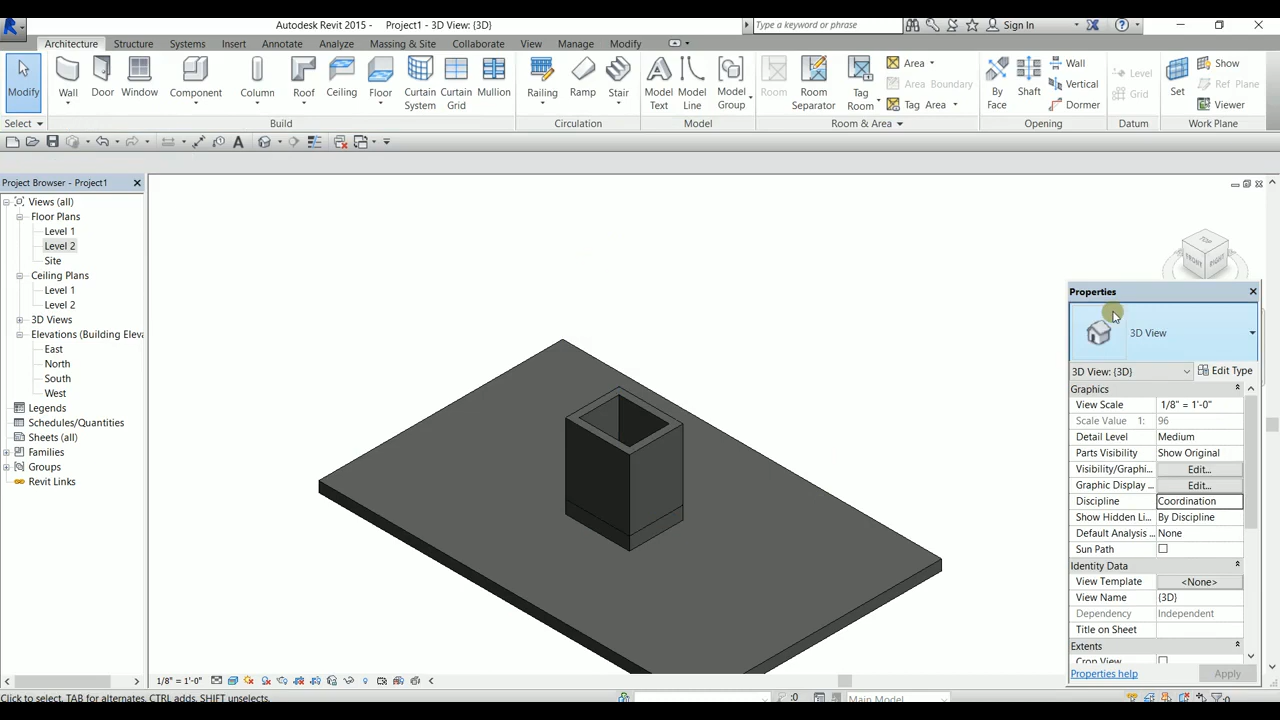 Autodesk Revit 2015 - Project1 - 3D View: {3D}
Type a keyword or phrase
Sign In
Architecture Structure Systems Insert Annotate Analyze Massing & Site Collaborate View Manage Modify
Modify Wall Door Window Component Column Roof Ceiling Floor Curtain System Curtain Grid Mullion Railing Ramp Stair Model Text Model Line Model Group Room Room Separator Tag Room Area Area Boundary Tag Area By Face Shaft Wall Vertical Dormer Level Grid Set Show Ref Plane Viewer
Select Build Circulation Model Room & Area Opening Datum Work Plane
Project Browser - Project1
Views (all)
Floor Plans
Level 1
Level 2
Site
Ceiling Plans
Level 1
Level 2
3D Views
Elevations (Building Eleva
East
North
South
West
Legends
Schedules/Quantities
Sheets (all)
Families
Groups
Revit Links
TOP
FRONT RIGHT
Properties
3D View
3D View: {3D} Edit Type
Graphics
View Scale 1/8" = 1'-0"
Scale Value 1: 96
Detail Level Medium
Parts Visibility Show Original
Visibility/Graphi... Edit...
Graphic Display ... Edit...
Discipline Coordination
Show Hidden Li... By Discipline
Default Analysis ... None
Sun Path
Identity Data
View Template <None>
View Name {3D}
Dependency Independent
Title on Sheet
Extents
Crop View
Properties help Apply
1/8" = 1'-0"
Click to select, TAB for alternates, CTRL adds, SHIFT unselects.
:0
Main Model
:0